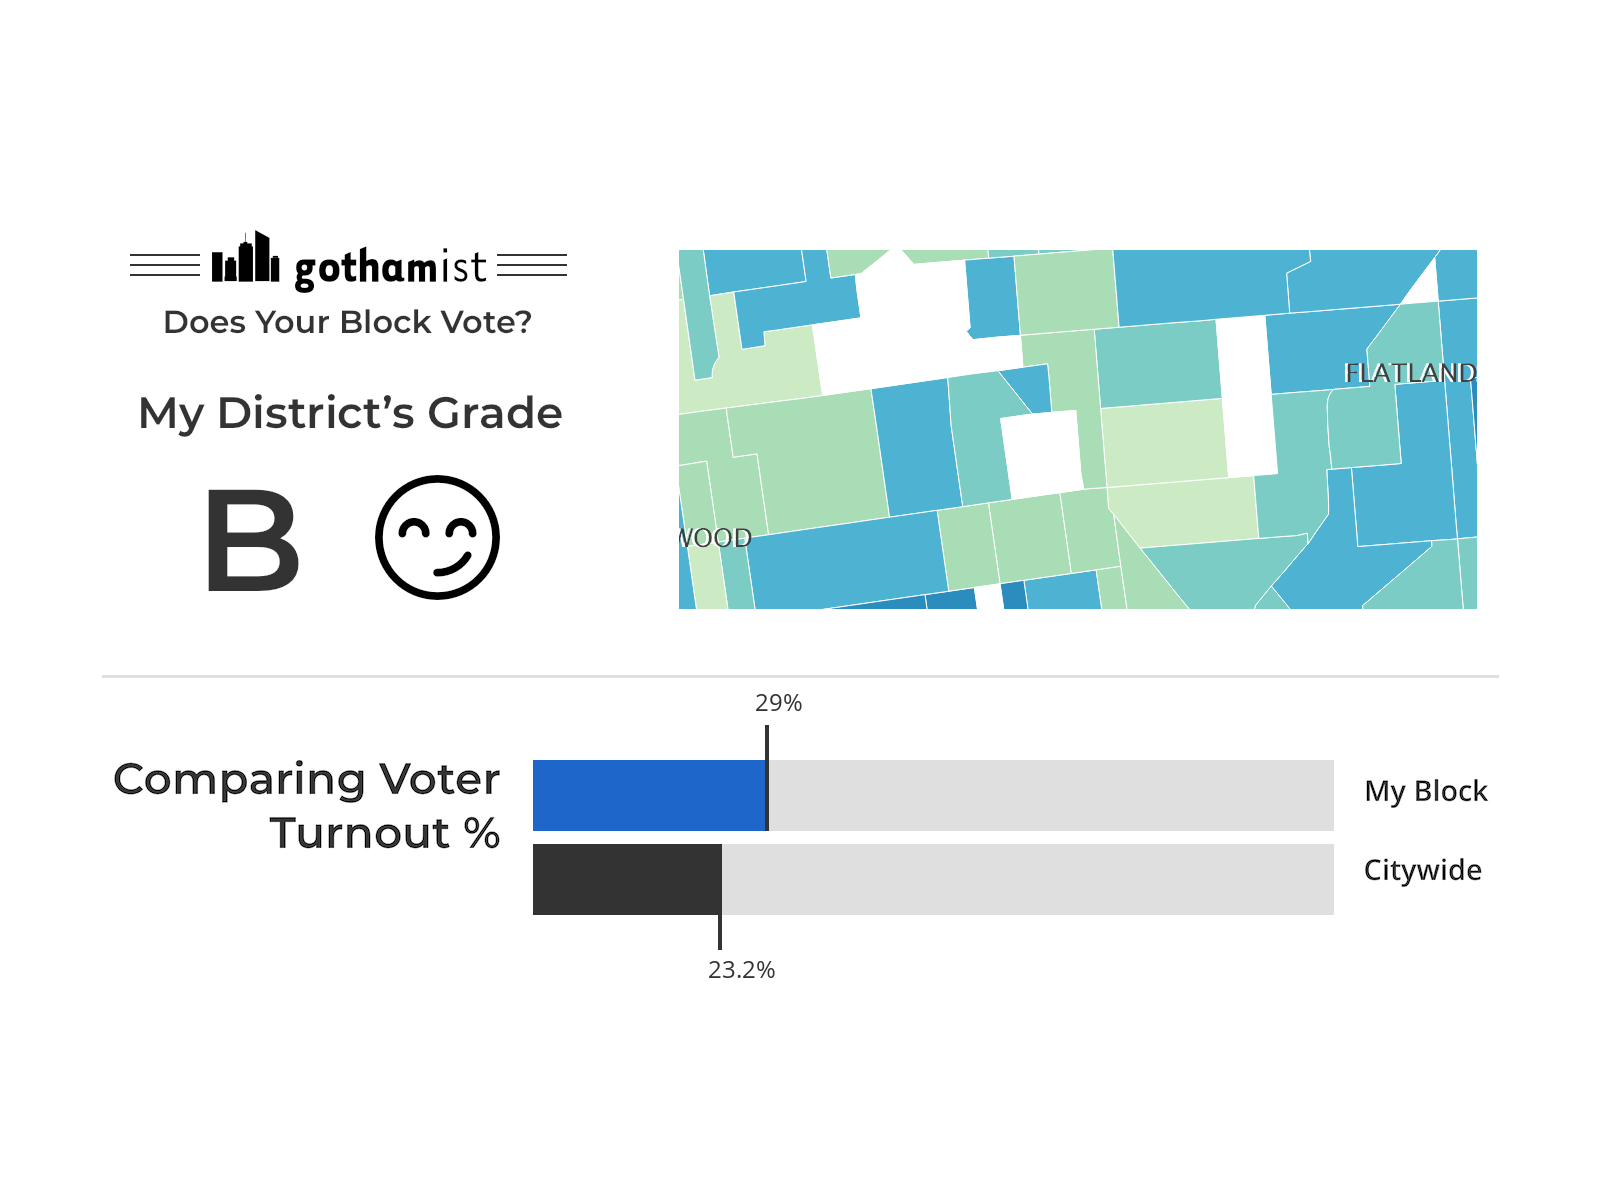 gothamist
Does Your Block Vote?
My District's Grade
B
FLATLAND
WOOD
29%
Comparing Voter
Turnout %
My Block
Citywide
23.2%